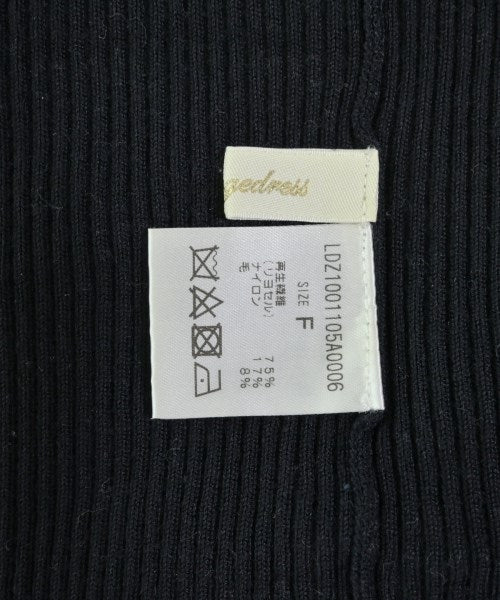 gedress
LDZ1001105A0006
SIZE F
再生繊維
(リヨセル) 75%
ナイロン 17%
毛 8%